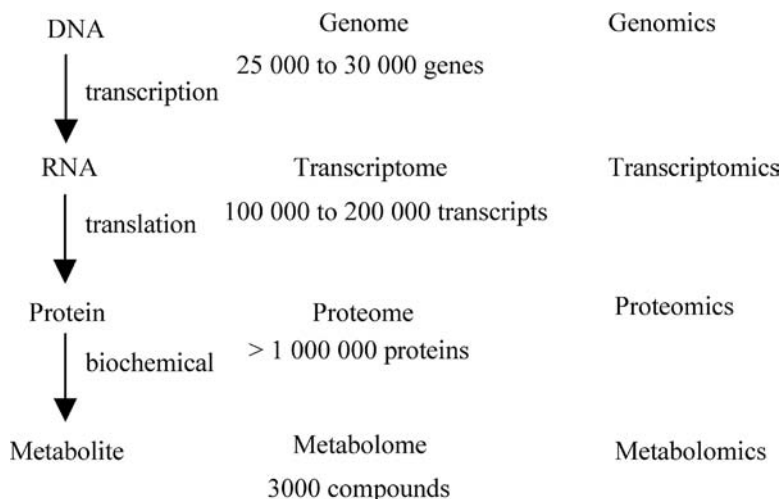 DNA Genome Genomics
25 000 to 30 000 genes
transcription
RNA Transcriptome Transcriptomics
100 000 to 200 000 transcripts
translation
Protein Proteome Proteomics
> 1 000 000 proteins
biochemical
Metabolite Metabolome Metabolomics
3000 compounds